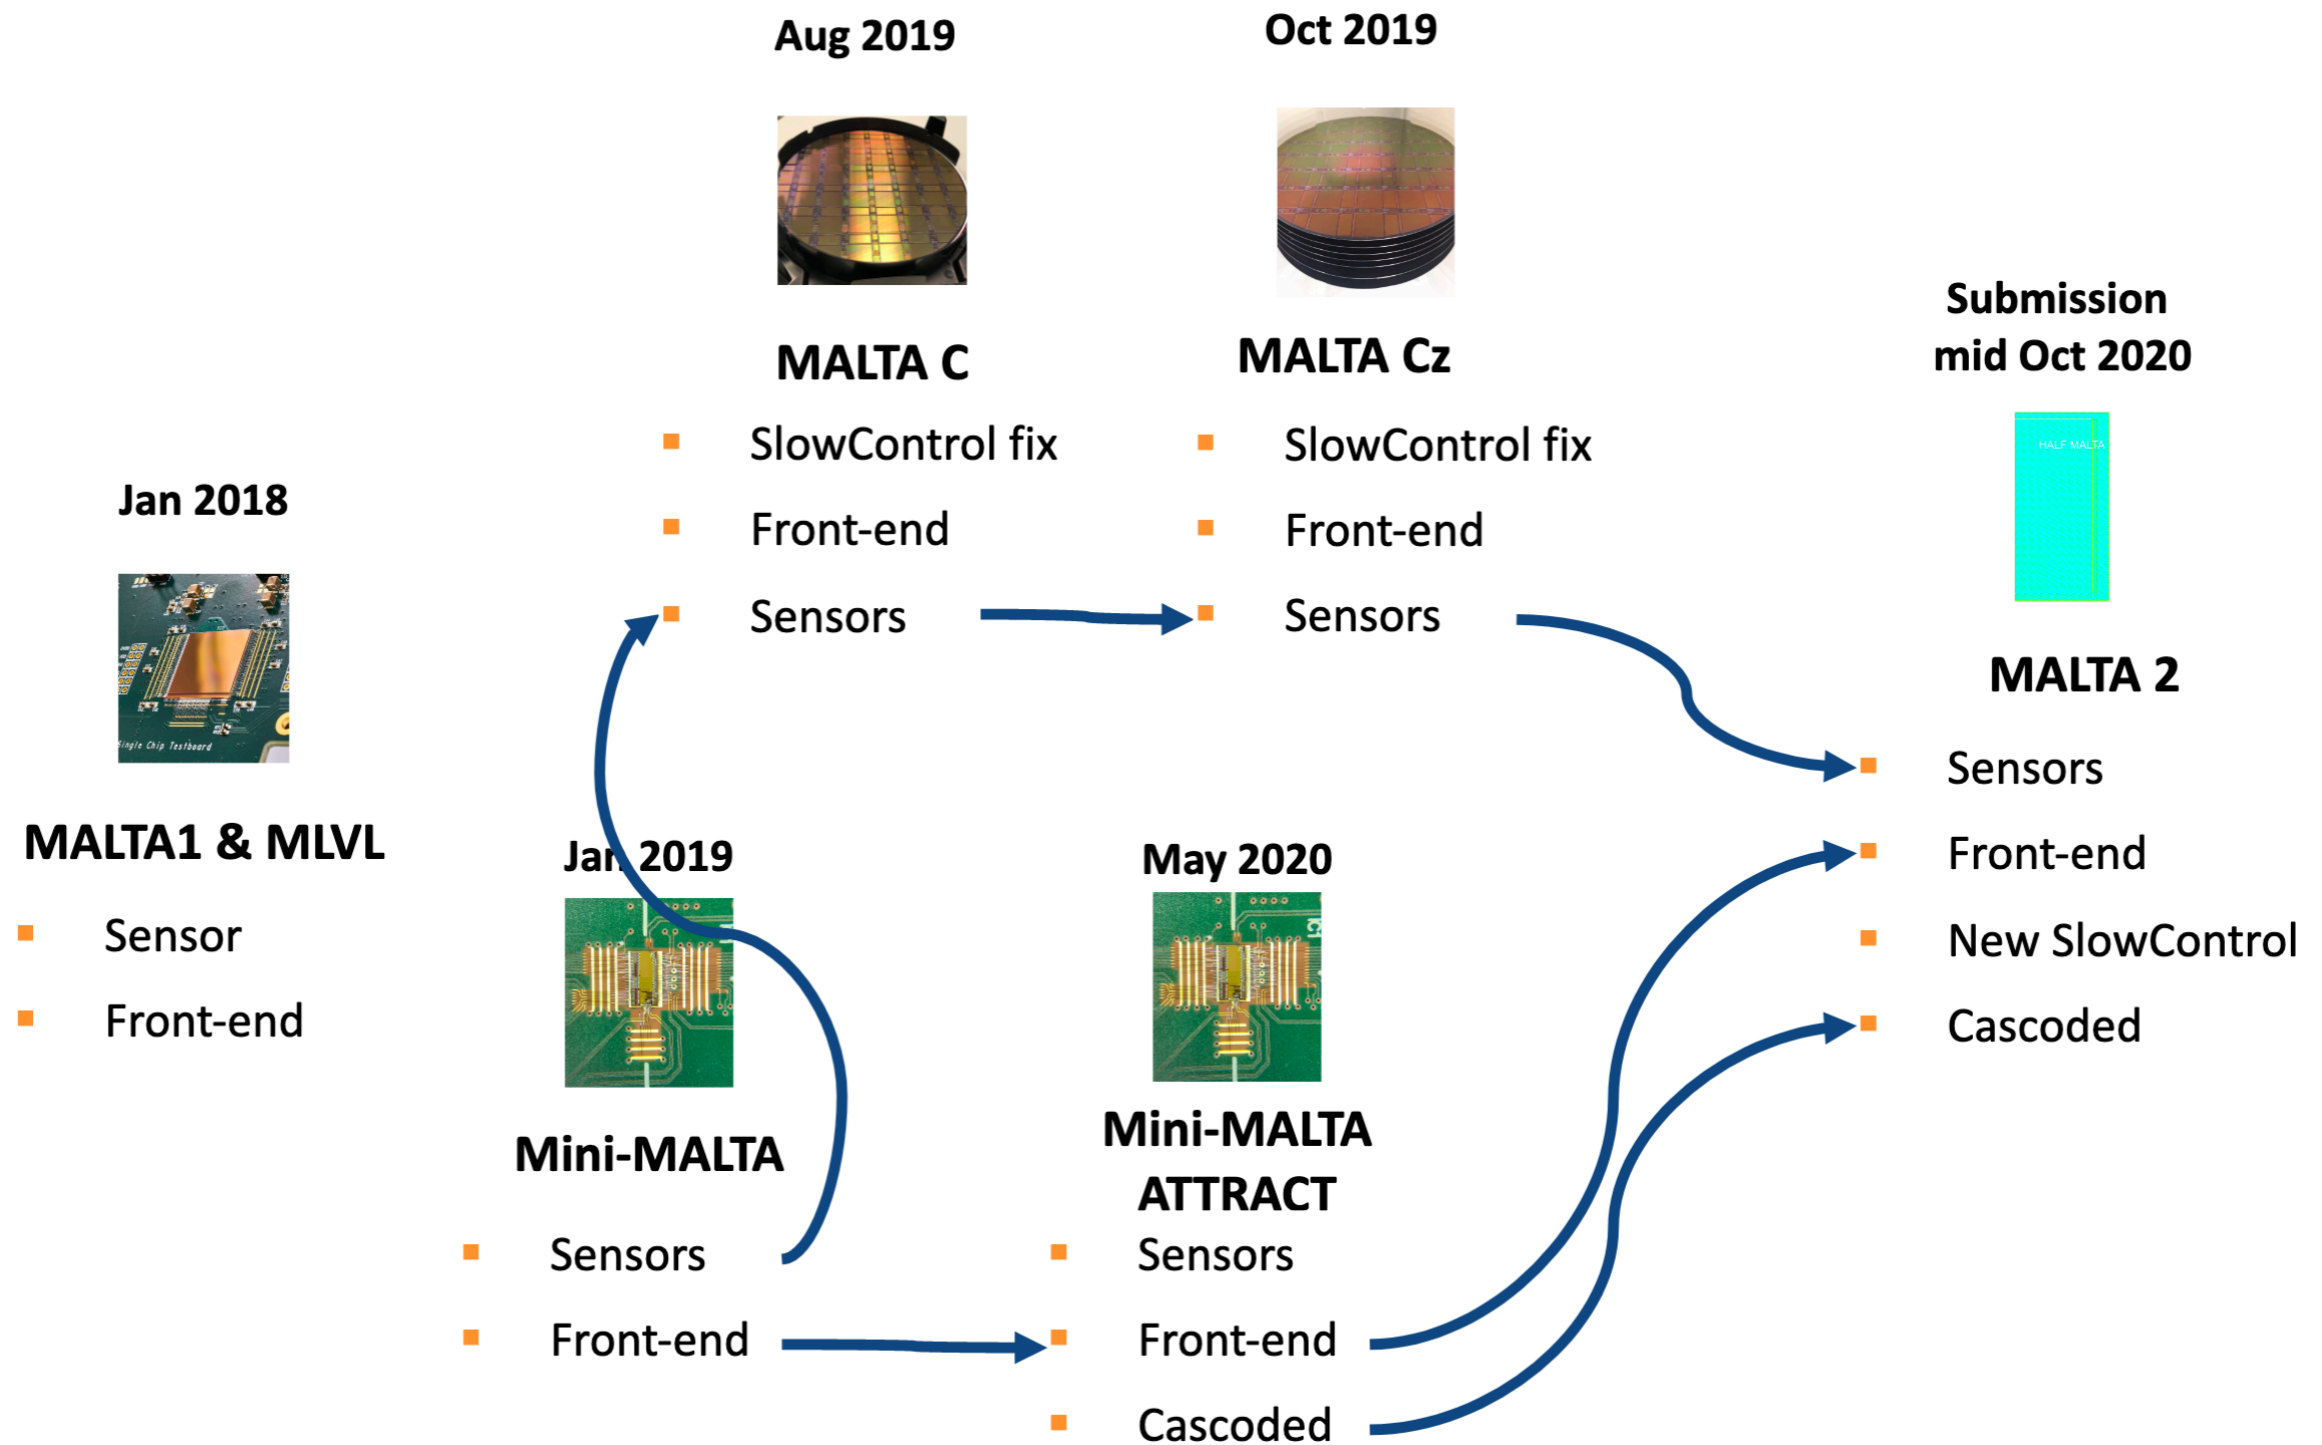 Aug 2019
Oct 2019
MALTA C
SlowControl fix
Front-end
Sensors
MALTA Cz
SlowControl fix
Front-end
Sensors
Submission
mid Oct 2020
HALF MALTA
MALTA 2
Sensors
Front-end
New SlowControl
Cascoded
Jan 2018
Single Chip Testboard
MALTA1 & MLVL
Sensor
Front-end
Jan 2019
Mini-MALTA
Sensors
Front-end
May 2020
IC1
Mini-MALTA
ATTRACT
Sensors
Front-end
Cascoded